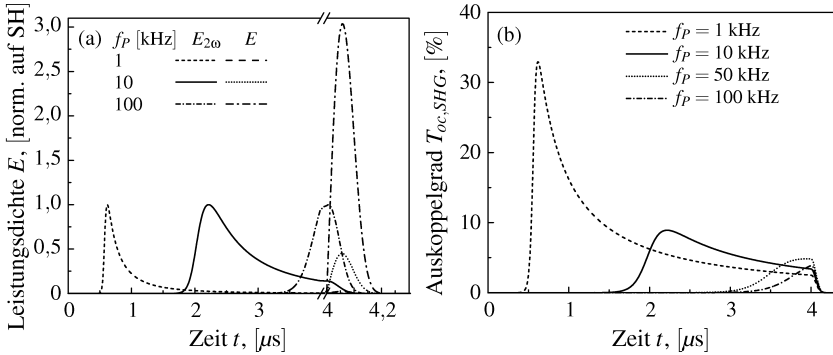 (a)
f_P [kHz] E_2ω E
1
10
100
3,0
2,5
2,0
1,5
1,0
0,5
0
Leistungsdichte E, [norm. auf SH]
0 1 2 3 4 4,2
Zeit t, [µs]
(b)
f_P = 1 kHz
f_P = 10 kHz
f_P = 50 kHz
f_P = 100 kHz
40
30
20
10
0
Auskoppelgrad T_oc,SHG, [%]
0 1 2 3 4
Zeit t, [µs]